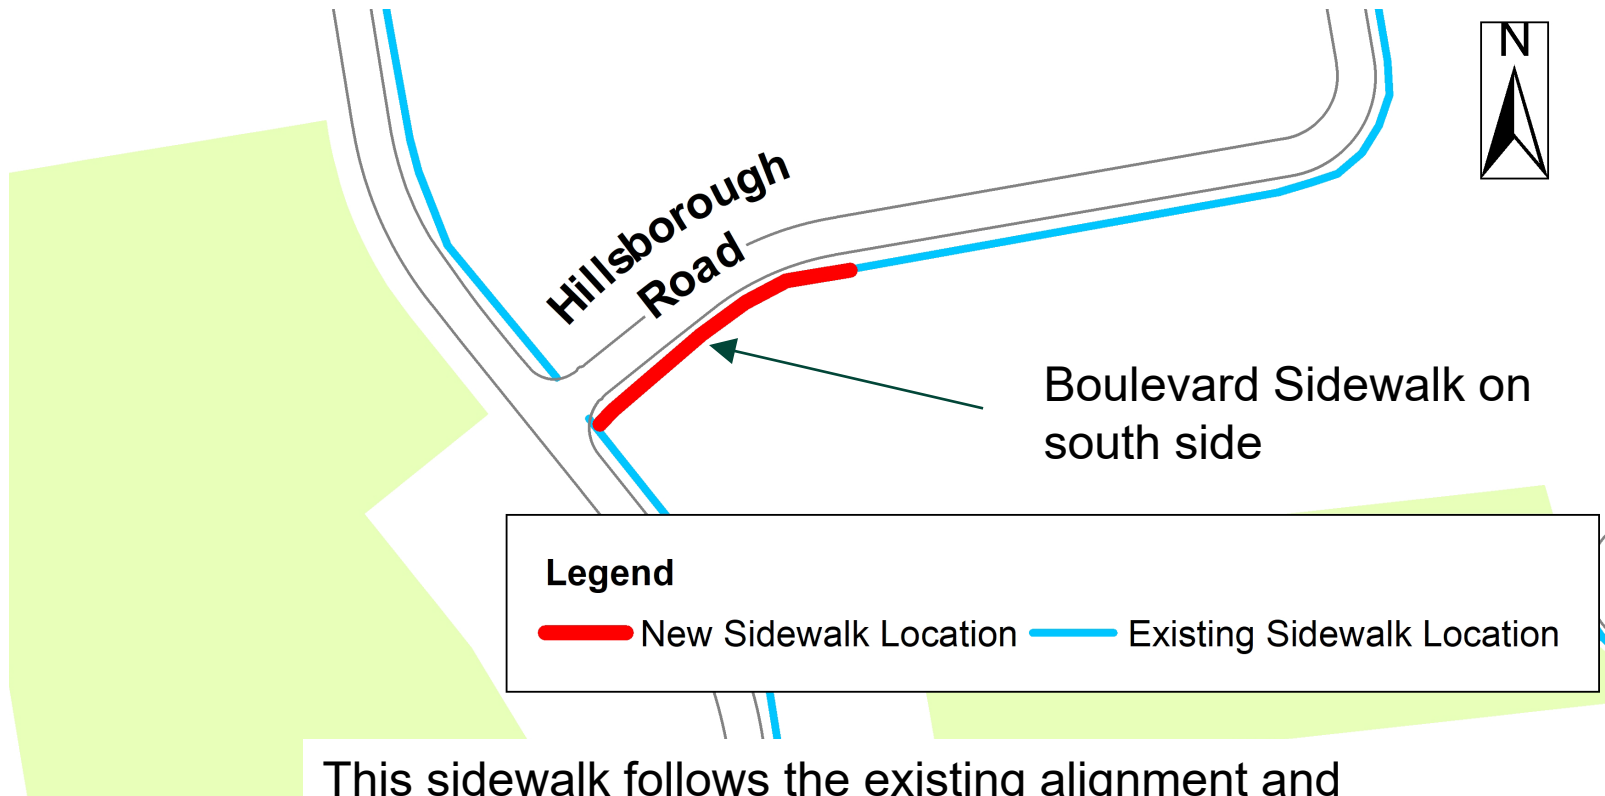 N
Hillsborough
Road
Boulevard Sidewalk on
south side
Legend
New Sidewalk Location
Existing Sidewalk Location
This sidewalk follows the existing alignment and